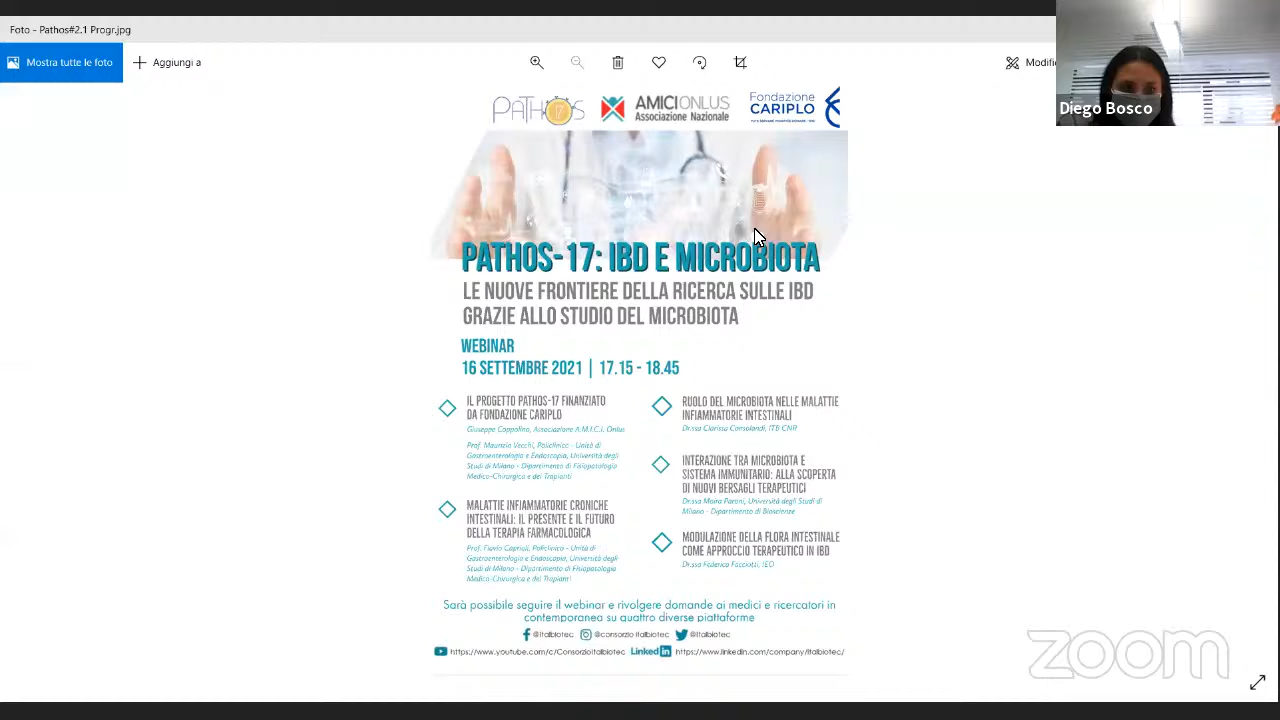 Foto - Pathos#2.1 Progr.jpg
Mostra tutte le foto
Aggiungi a
Modific
Diego Bosco
PATHOS
AMICI ONLUS
Associazione Nazionale
Fondazione
CARIPLO
PATHOS-17: IBD E MICROBIOTA
LE NUOVE FRONTIERE DELLA RICERCA SULLE IBD
GRAZIE ALLO STUDIO DEL MICROBIOTA
WEBINAR
16 SETTEMBRE 2021 | 17.15 - 18.45
IL PROGETTO PATHOS-17 FINANZIATO
DA FONDAZIONE CARIPLO
Giuseppe Coppolino, Associazione A.M.I.C.I. Onlus
Prof. Maurizio Vecchi, Policlinico - Unità di
Gastroenterologia e Endoscopia, Università degli
Studi di Milano - Dipartimento di Fisiopatologia
Medico-Chirurgica e dei Trapianti
MALATTIE INFIAMMATORIE CRONICHE
INTESTINALI: IL PRESENTE E IL FUTURO
DELLA TERAPIA FARMACOLOGICA
Prof. Flavio Caprioli, Policlinico - Unità di
Gastroenterologia e Endoscopia, Università degli
Studi di Milano - Dipartimento di Fisiopatologia
Medico-Chirurgica e dei Trapianti
RUOLO DEL MICROBIOTA NELLE MALATTIE
INFIAMMATORIE INTESTINALI
Dr.ssa Clarissa Consolandi, ITB CNR
INTERAZIONE TRA MICROBIOTA E
SISTEMA IMMUNITARIO: ALLA SCOPERTA
DI NUOVI BERSAGLI TERAPEUTICI
Dr.ssa Moira Paroni, Università degli Studi di
Milano - Dipartimento di Bioscienze
MODULAZIONE DELLA FLORA INTESTINALE
COME APPROCCIO TERAPEUTICO IN IBD
Dr.ssa Federica Facciotti, IEO
Sarà possibile seguire il webinar e rivolgere domande ai medici e ricercatori in
contemporanea su quattro diverse piattaforme
@italbiotec @consorzio italbiotec @italbiotec
https://www.youtube.com/c/ConsorzioItalbiotec Linked in https://www.linkedin.com/company/italbiotec/
zoom